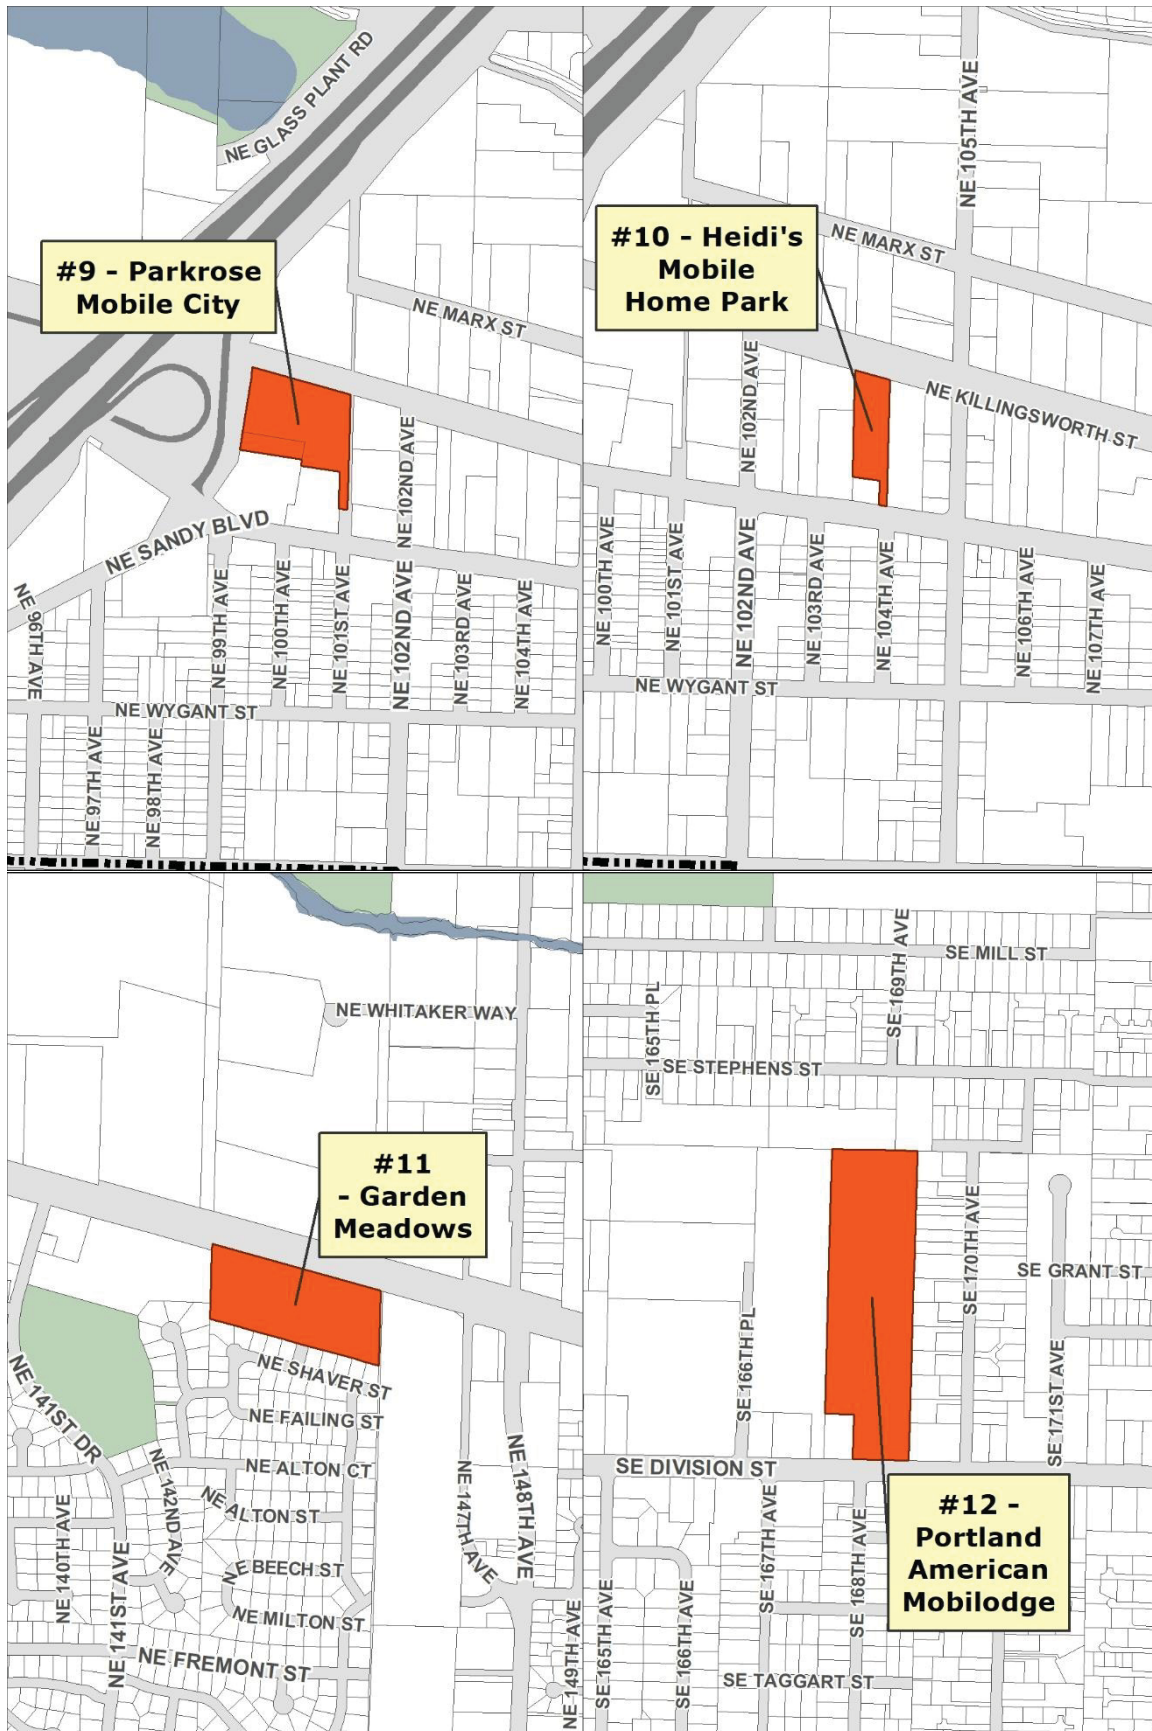 NE GLASS PLANT RD
#9 - Parkrose
Mobile City
NE MARX ST
NE 102ND AVE
NE SANDY BLVD
NE 96TH AVE
NE 99TH AVE
NE 100TH AVE
NE 101ST AVE
NE 102ND AVE
NE 103RD AVE
NE 104TH AVE
NE WYGANT ST
NE 97TH AVE
NE 98TH AVE
NE 105TH AVE
#10 - Heidi's
Mobile
Home Park
NE MARX ST
NE 102ND AVE
NE KILLINGSWORTH ST
NE 100TH AVE
NE 101ST AVE
NE 102ND AVE
NE 103RD AVE
NE 104TH AVE
NE 106TH AVE
NE 107TH AVE
NE WYGANT ST
NE WHITAKER WAY
#11
- Garden
Meadows
NE SHAVER ST
NE 141ST DR
NE FAILING ST
NE 142ND AVE
NE ALTON CT
NE ALTON ST
NE 147TH AVE
NE 148TH AVE
NE 140TH AVE
NE 141ST AVE
NE BEECH ST
NE MILTON ST
NE FREMONT ST
NE 149TH AVE
SE MILL ST
SE 169TH AVE
SE 165TH PL
SE STEPHENS ST
SE 170TH AVE
SE GRANT ST
SE 166TH PL
SE 171ST AVE
SE DIVISION ST
#12 -
Portland
American
Mobilodge
SE 167TH AVE
SE 168TH AVE
SE 165TH AVE
SE 166TH AVE
SE TAGGART ST